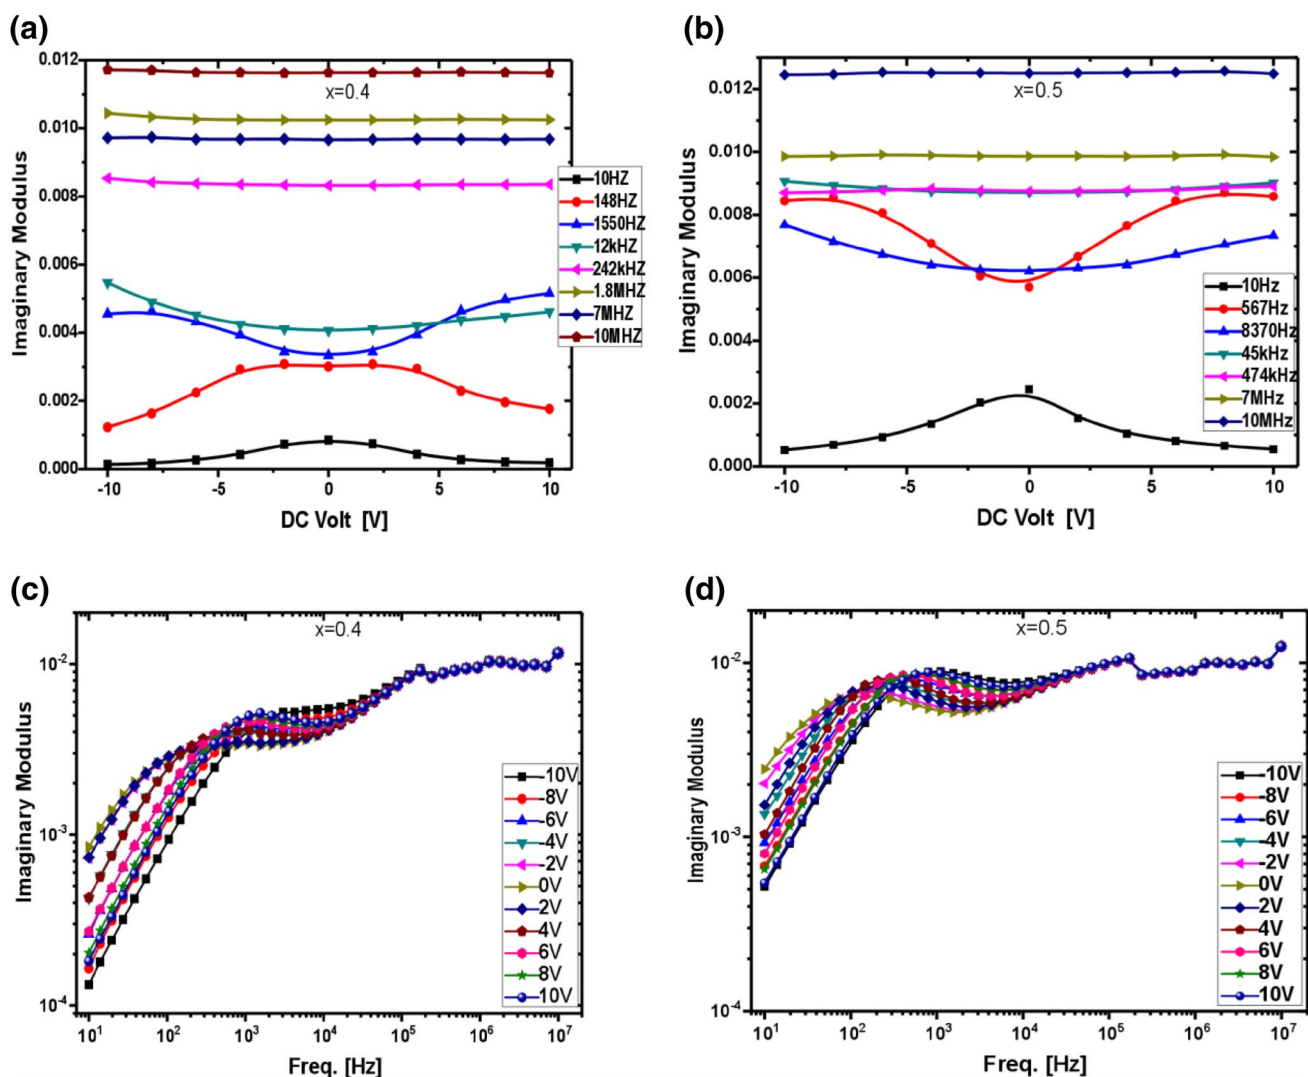 (a)
0.012
0.010
0.008
0.006
0.004
0.002
0.000
Imaginary Modulus
x=0.4
10HZ
148HZ
1550HZ
12kHZ
242kHZ
1.8MHZ
7MHZ
10MHZ
-10
-5
0
5
10
DC Volt [V]
(b)
0.012
0.010
0.008
0.006
0.004
0.002
0.000
Imaginary Modulus
x=0.5
10Hz
567Hz
8370Hz
45kHz
474kHz
7MHz
10MHz
-10
-5
0
5
10
DC Volt [V]
(c)
10⁻²
10⁻³
10⁻⁴
Imaginary Modulus
x=0.4
-10V
-8V
-6V
-4V
-2V
0V
2V
4V
6V
8V
10V
10¹
10²
10³
10⁴
10⁵
10⁶
10⁷
Freq. [Hz]
(d)
10⁻²
10⁻³
10⁻⁴
Imaginary Modulus
x=0.5
-10V
-8V
-6V
-4V
-2V
0V
2V
4V
6V
8V
10V
10¹
10²
10³
10⁴
10⁵
10⁶
10⁷
Freq. [Hz]